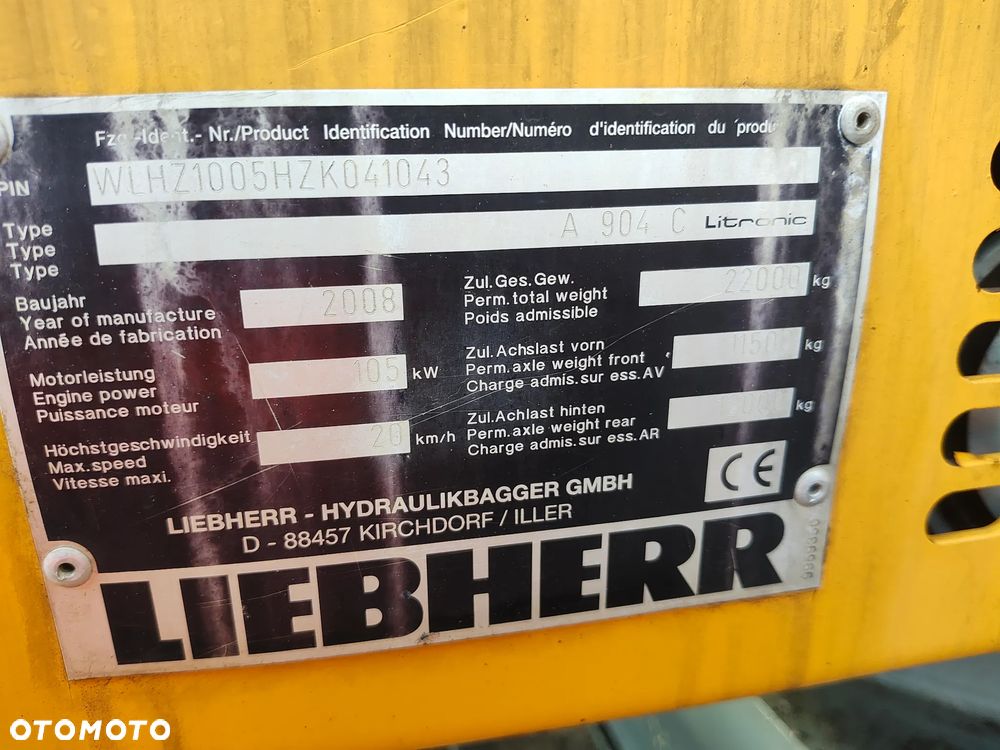 Fzg.-Ident.- Nr./Product Identification Number/Numéro d'identification du produ
PIN WLHZ1005HZK041043
Type
Type
Type
A 904 C Litronic
Baujahr
Year of manufacture
Année de fabrication
2008
Zul.Ges.Gew.
Perm.total weight
Poids admissible
22000 kg
Motorleistung
Engine power
Puissance moteur
105 kW
Zul.Achslast vorn
Perm.axle weight front
Charge admis.sur ess.AV
kg
Höchstgeschwindigkeit
Max.speed
Vitesse maxi.
20 km/h
Zul.Achlast hinten
Perm.axle weight rear
Charge admis.sur ess.AR
kg
CE
LIEBHERR - HYDRAULIKBAGGER GMBH
D - 88457 KIRCHDORF / ILLER
LIEBHERR
OTOMOTO